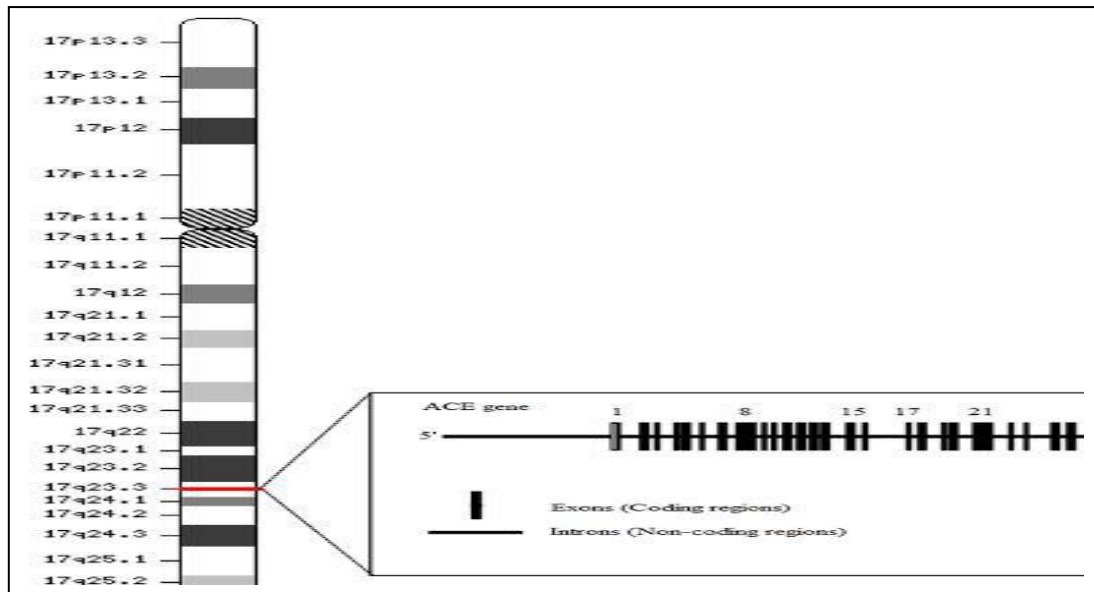 17p13.3
17p13.2
17p13.1
17p12
17p11.2
17p11.1
17q11.1
17q11.2
17q12
17q21.1
17q21.2
17q21.31
17q21.32
17q21.33
17q22
17q23.1
17q23.2
17q23.3
17q24.1
17q24.2
17q24.3
17q25.1
17q25.2
ACE gene
1 8 15 17 21
5'
Exons (Coding regions)
Introns (Non-coding regions)